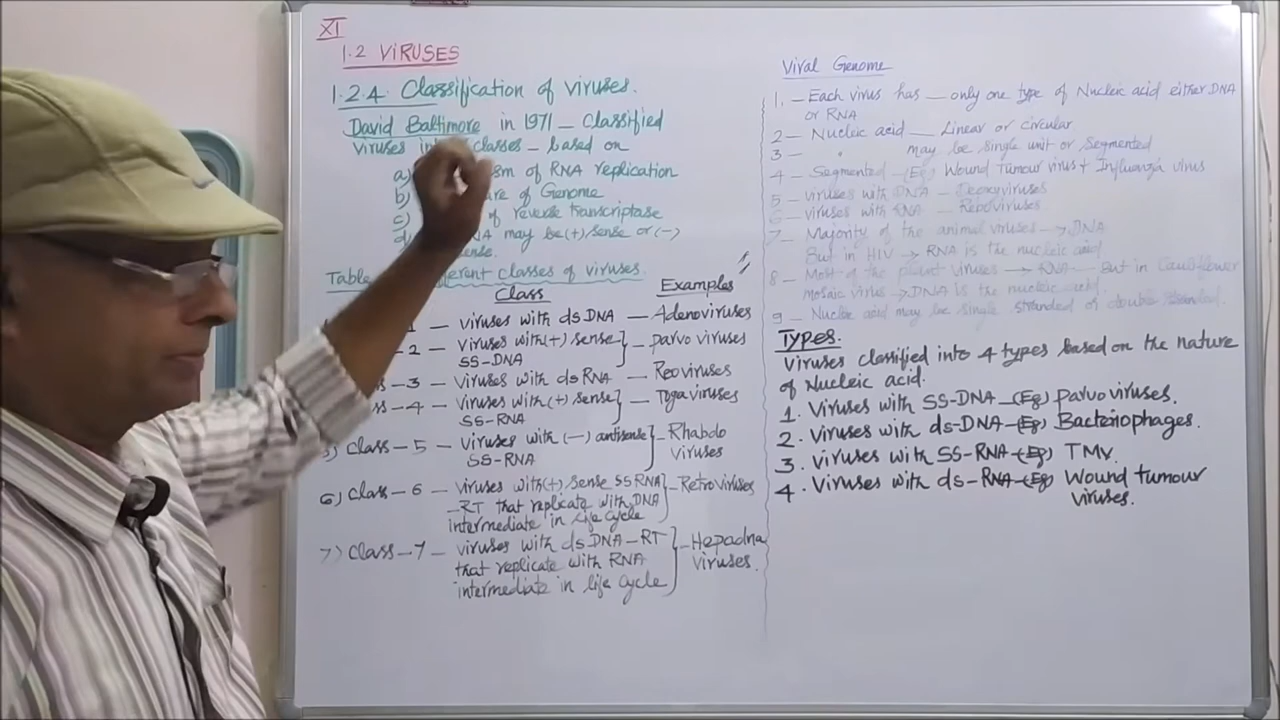 XI
1.2 VIRUSES
1.2.4. Classification of viruses.
David Baltimore in 1971 - Classified
Viruses classes - based on
a) of RNA replication
b) of Genome
c) of reverse transcriptase
may be (+) sense or (-)
sense.
Table classes of viruses.
Class Examples
1 - Viruses with dsDNA - Adenoviruses
- 2 - Viruses with (+) sense
SS-DNA } - parvo viruses
- 3 - Viruses with dsRNA - Reoviruses
- 4 - Viruses with (+) sense
SS-RNA } - Toga viruses
5) Class - 5 - Viruses with (-) antisense
SS-RNA } - Rhabdo
viruses
6) Class - 6 - Viruses with (+) sense SSRNA
- RT that replicate with DNA
intermediate in life cycle } - Retroviruses
7) Class - 7 - viruses with dsDNA - RT
that replicate with RNA
intermediate in life cycle } - Hepadna
viruses.
Viral Genome
1. - Each virus has - only one type of Nucleic acid either DNA
or RNA
2 - Nucleic acid - Linear or circular
3 - " may be single unit or Segmented
4 - Segmented - (Eg) Wound tumour virus + Influenza virus
5 - viruses with DNA - Deoxyviruses
6 - viruses with RNA - Riboviruses
7 - Majority of the animal viruses -> DNA
But in HIV -> RNA is the nucleic acid
8 - Most of the plant viruses -> RNA - But in Cauliflower
mosaic virus -> DNA is the nucleic acid.
9 - Nucleic acid may be single stranded or double stranded.
Types.
Viruses classified into 4 types based on the nature
of Nucleic acid.
1. Viruses with SS-DNA - (Eg) parvoviruses.
2. Viruses with ds-DNA - (Eg) Bacteriophages.
3. viruses with SS-RNA - (Eg) TMV.
4. Viruses with ds-RNA - (Eg) Wound tumour
viruses.